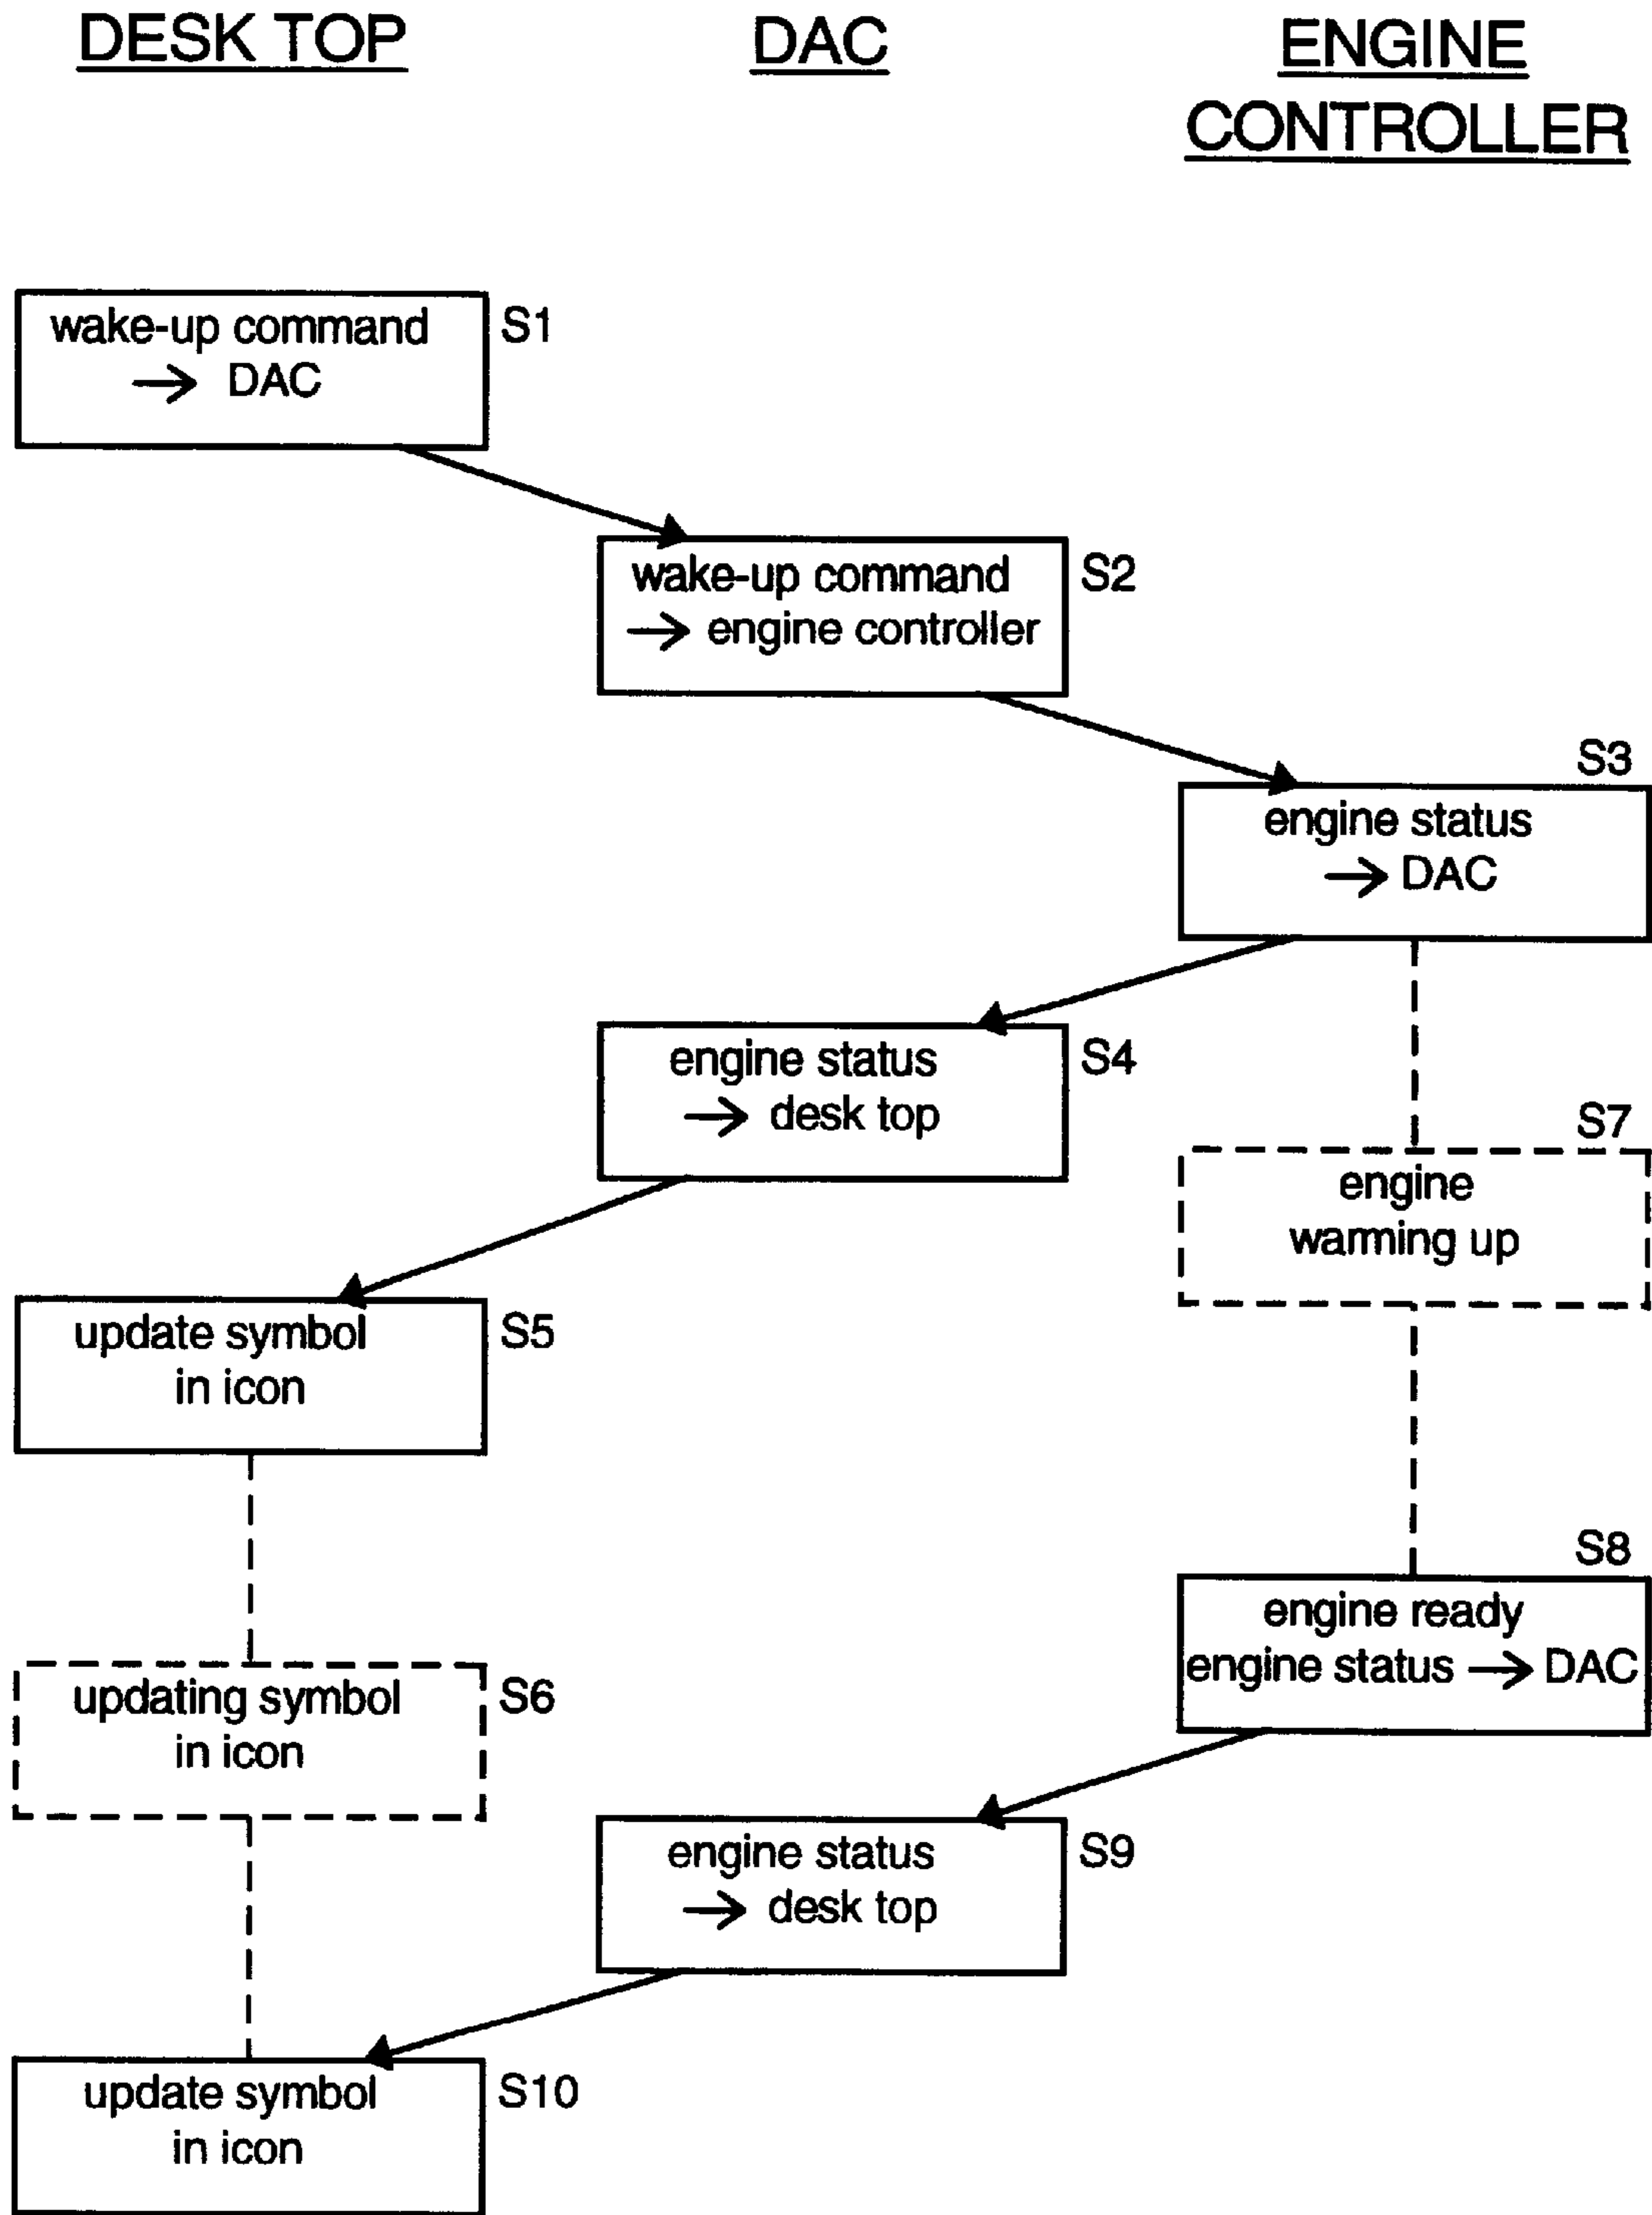 DESK TOP
DAC
ENGINE
CONTROLLER
wake-up command
→ DAC
S1
wake-up command
→ engine controller
S2
S3
engine status
→ DAC
engine status
→ desk top
S4
S7
engine
warming up
update symbol
in icon
S5
S8
engine ready
engine status → DAC
updating symbol
in icon
S6
engine status
→ desk top
S9
update symbol
in icon
S10